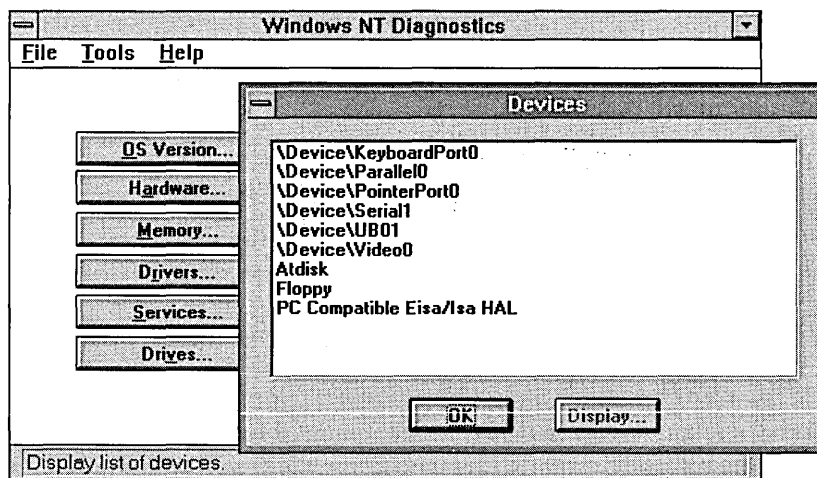 Windows NT Diagnostics
File Tools Help
OS Version...
Hardware...
Memory...
Drivers...
Services...
Drives...
Devices
\Device\KeyboardPort0
\Device\Parallel0
\Device\PointerPort0
\Device\Serial1
\Device\UB01
\Device\Video0
Atdisk
Floppy
PC Compatible Eisa/Isa HAL
OK
Display...
Display list of devices.